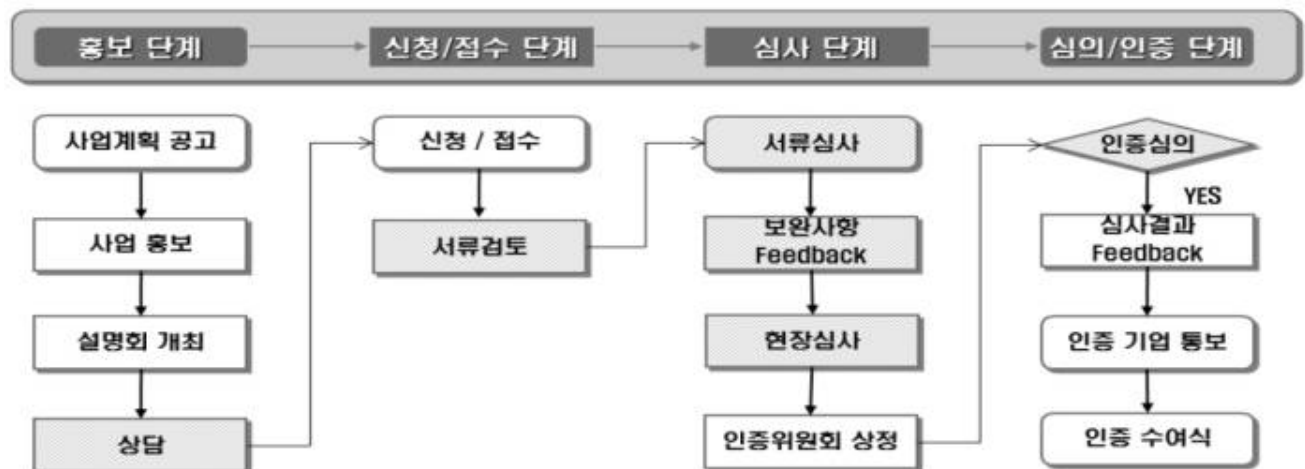 홍보 단계
신청/접수 단계
심사 단계
심의/인증 단계
사업계획 공고
사업 홍보
설명회 개최
상담
신청 / 접수
서류검토
서류심사
보완사항
Feedback
현장심사
인증위원회 상정
인증심의
YES
심사결과
Feedback
인증 기업 통보
인증 수여식